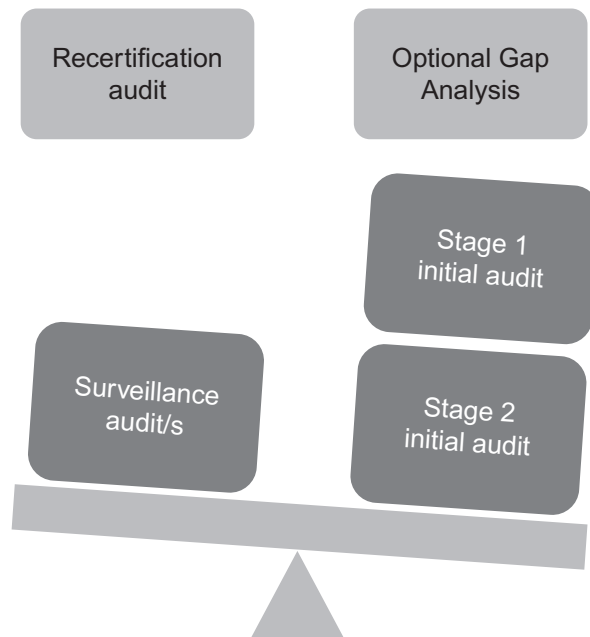 Recertification
audit
Optional Gap
Analysis
Stage 1
initial audit
Surveillance
audit/s
Stage 2
initial audit